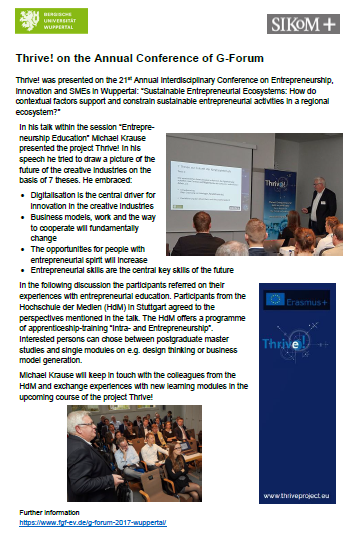 BERGISCHE
UNIVERSITÄT
WUPPERTAL
SIKoM+
Thrive! on the Annual Conference of G-Forum
Thrive! was presented on the 21st Annual Interdisciplinary Conference on Entrepreneurship,
Innovation and SMEs in Wuppertal: "Sustainable Entrepreneurial Ecosystems: How do
contextual factors support and constrain sustainable entrepreneurial activities in a regional
ecosystem?"
In his talk within the session "Entrepre-
neurship Education" Michael Krause
presented the project Thrive! In his
speech he tried to draw a picture of the
future of the creative industries on the
basis of 7 theses. He embraced:
• Digitalisation is the central driver for
innovation in the creative industries
• Business models, work and the way
to cooperate will fundamentally
change
• The opportunities for people with
entrepreneurial spirit will increase
• Entrepreneurial skills are the central key skills of the future
Thrive!
In the following discussion the participants referred on their
experiences with entrepreneurial education. Participants from the
Hochschule der Medien (HdM) in Stuttgart agreed to the
perspectives mentioned in the talk. The HdM offers a programme
of apprenticeship-training "Intra- and Entrepreneurship".
Interested persons can chose between postgraduate master
studies and single modules on e.g. design thinking or business
model generation.
Michael Krause will keep in touch with the colleagues from the
HdM and exchange experiences with new learning modules in the
upcoming course of the project Thrive!
Erasmus+
Thrive!
www.thriveproject.eu
Further information
https://www.fgf-ev.de/g-forum-2017-wuppertal/